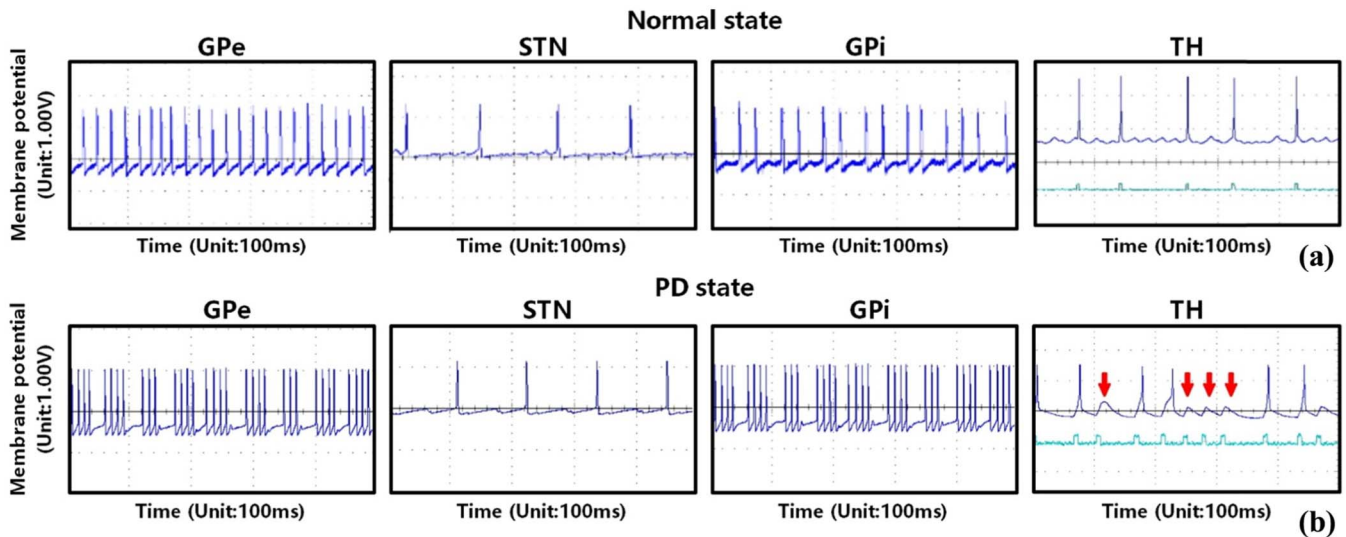 Normal state
GPe STN GPi TH
Membrane potential
(Unit:1.00V)
Time (Unit:100ms) Time (Unit:100ms) Time (Unit:100ms) Time (Unit:100ms)
(a)
PD state
GPe STN GPi TH
Membrane potential
(Unit:1.00V)
Time (Unit:100ms) Time (Unit:100ms) Time (Unit:100ms) Time (Unit:100ms)
(b)